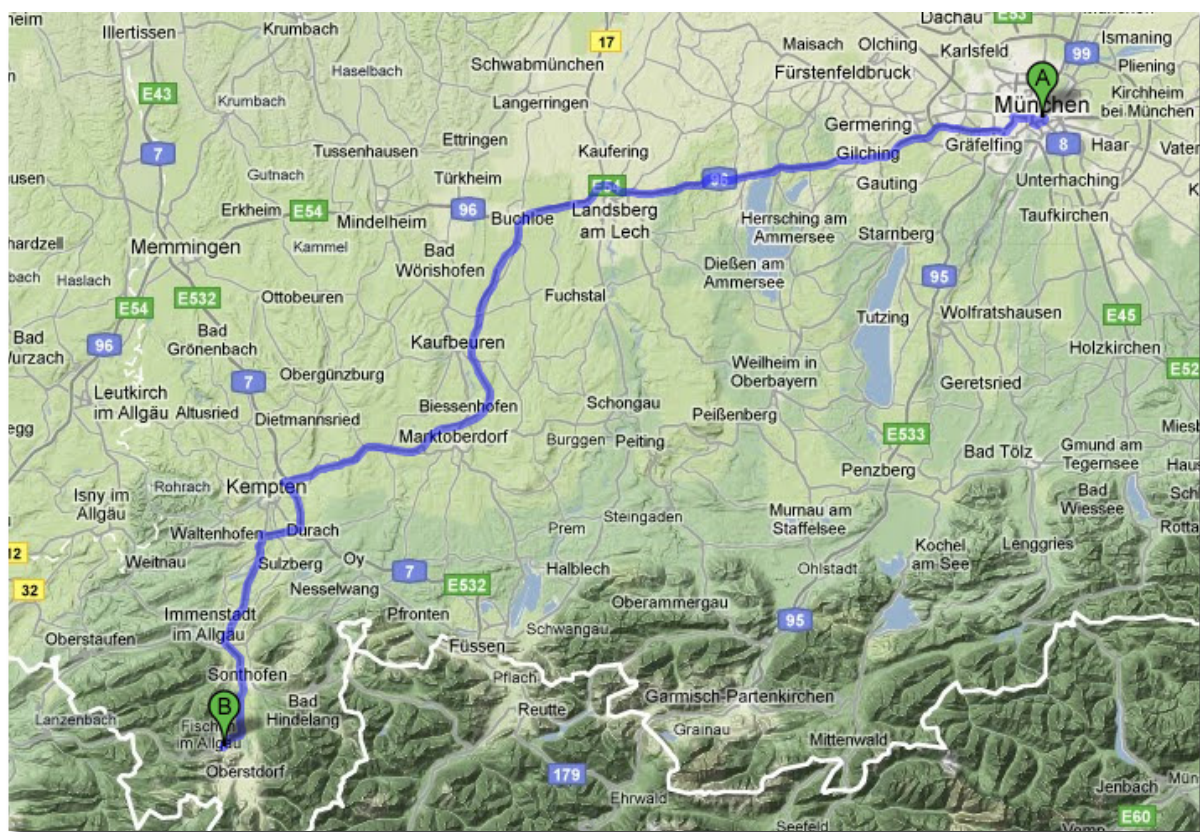 Dachau
E53
Illertissen
Krumbach
17
Maisach
Olching
Karlsfeld
99
Ismaning
Schwabmünchen
Haselbach
Fürstenfeldbruck
Pliening
A
E43
Krumbach
Langerringen
München
Kirchheim
bei München
Germering
Ettringen
Kaufering
Gräfelfing
8
Haar
7
Tussenhausen
Gilching
Gutnach
Türkheim
96
Gauting
Unterhaching
Erkheim
E54
Mindelheim
96
Buchloe
Landsberg
am Lech
Herrsching am
Ammersee
Starnberg
Taufkirchen
Memmingen
Kammel
Bad
Wörishofen
Haslach
Dießen am
Ammersee
95
E54
E532
Ottobeuren
Fuchstal
Tutzing
Wolfratshausen
E45
96
Bad
Grönenbach
Kaufbeuren
Holzkirchen
Bad
Weilheim in
Oberbayern
E52
7
Obergünzburg
Geretsried
Leutkirch
im Allgäu
Altusried
Dietmannsried
Biessenhofen
Schongau
Peißenberg
Marktoberdorf
Burggen
Peiting
E533
Bad Tölz
Gmund am
Tegernsee
Penzberg
Rohrach
Kempten
Isny im
Allgäu
Bad
Wiessee
Steingaden
Murnau am
Staffelsee
Waltenhofen
Durach
Prem
Kochel
am See
Lenggries
12
Weitnau
Sulzberg
Oy
7
E532
Halblech
Ohlstadt
32
Nesselwang
Oberammergau
Immenstadt
im Allgäu
Pfronten
95
Oberstaufen
Schwangau
Füssen
Sonthofen
Pflach
Garmisch-Partenkirchen
B
Bad
Hindelang
Reutte
Lanzenbach
im Allgäu
Grainau
Mittenwald
Oberstdorf
179
Jenbach
Ehrwald
E60
Seefeld